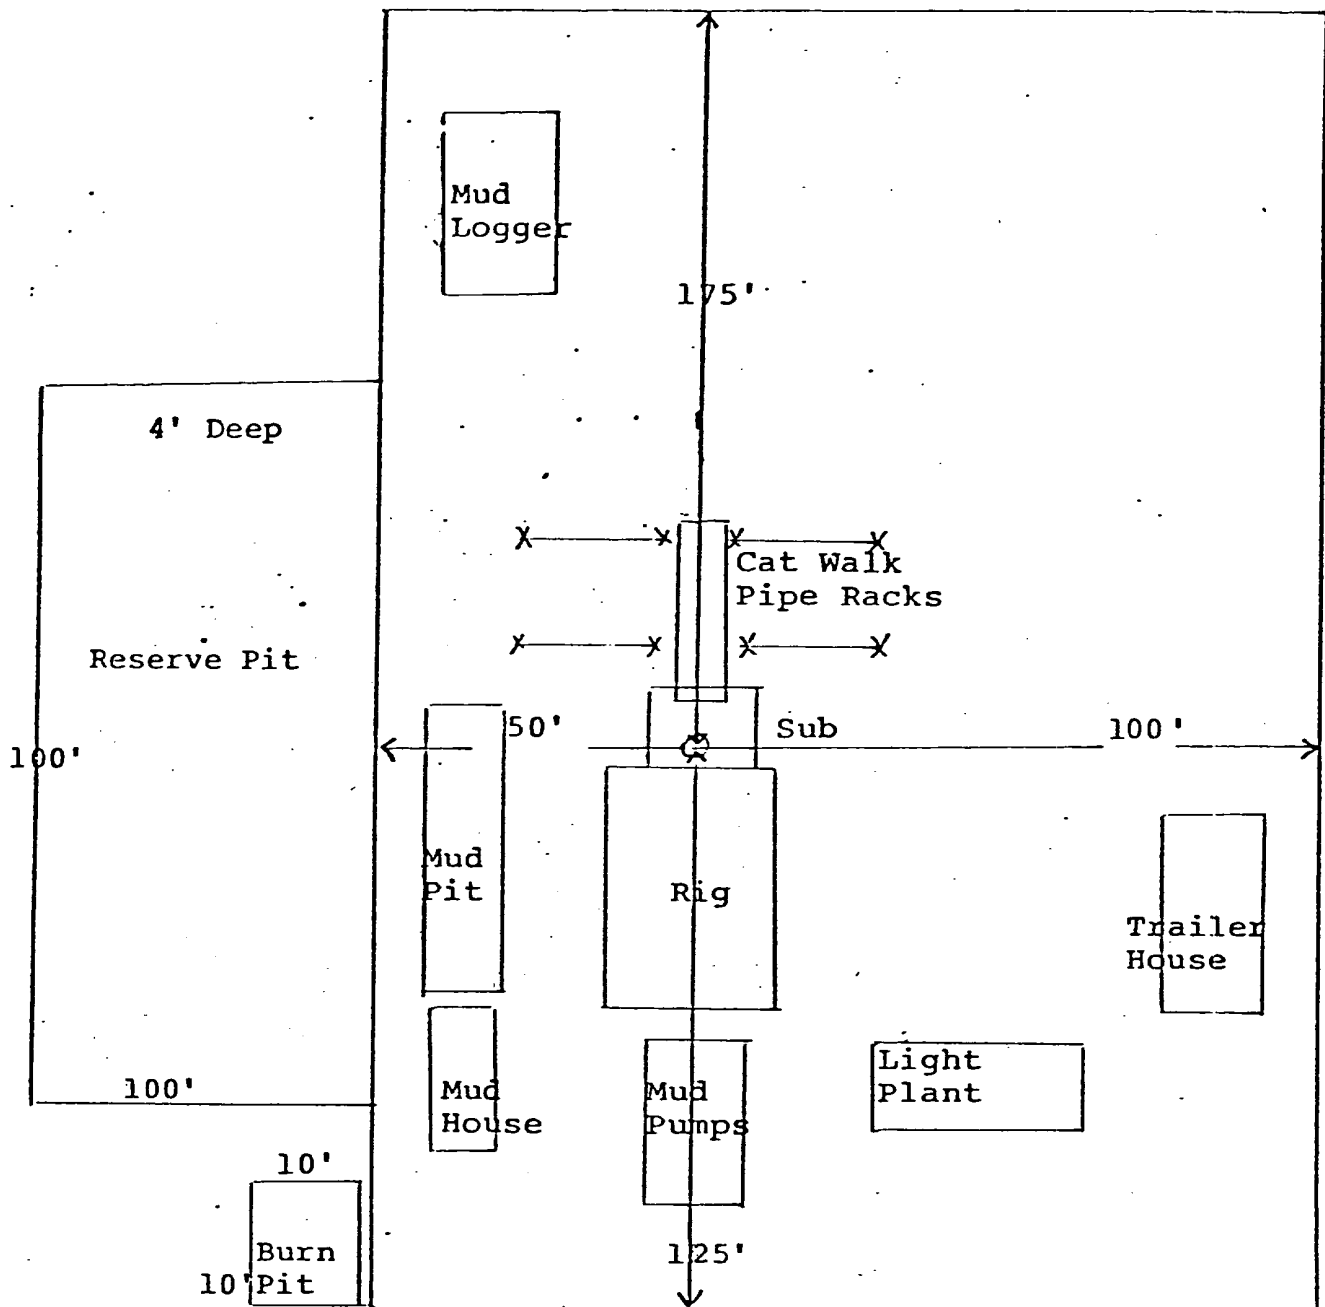 Mud
Logger
175'
4' Deep
Cat Walk
Pipe Racks
Reserve Pit
50'
Sub
100'
100'
Mud
Pit
Rig
Trailer
House
Light
Plant
100'
Mud
House
Mud
Pumps
10'
Burn
10'Pit
125'